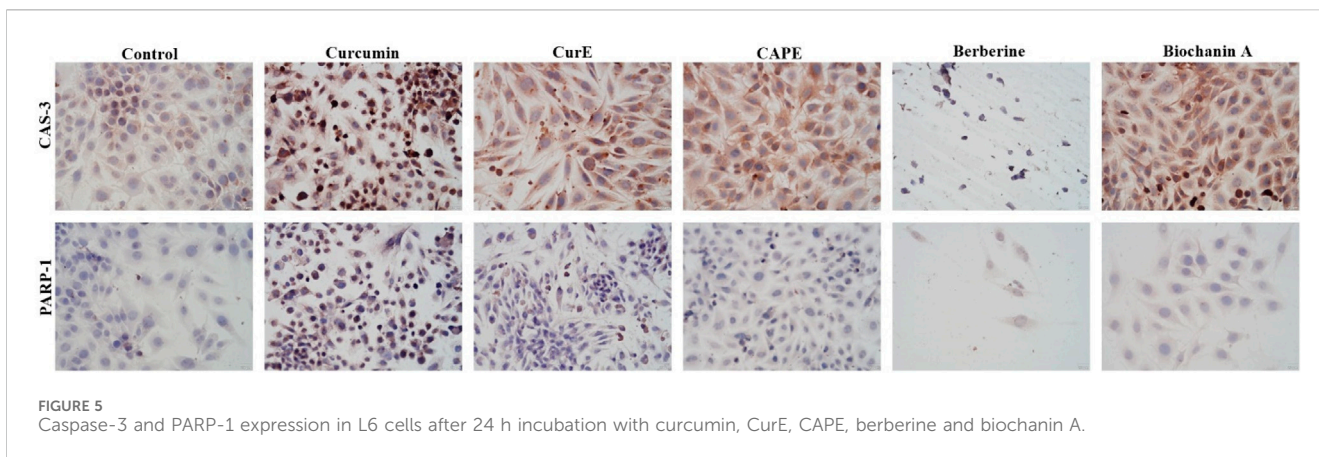 Control Curcumin CurE CAPE Berberine Biochanin A
CAS-3
PARP-1
FIGURE 5
Caspase-3 and PARP-1 expression in L6 cells after 24 h incubation with curcumin, CurE, CAPE, berberine and biochanin A.